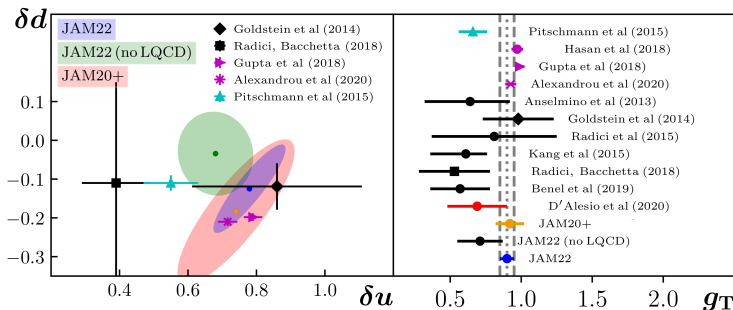 δd
JAM22
JAM22 (no LQCD)
JAM20+
Goldstein et al (2014)
Radici, Bacchetta (2018)
Gupta et al (2018)
Alexandrou et al (2020)
Pitschmann et al (2015)
0.1
0.0
−0.1
−0.2
−0.3
0.4 0.6 0.8 1.0
δu
Pitschmann et al (2015)
Hasan et al (2018)
Gupta et al (2018)
Alexandrou et al (2020)
Anselmino et al (2013)
Goldstein et al (2014)
Radici et al (2015)
Kang et al (2015)
Radici, Bacchetta (2018)
Benel et al (2019)
D′Alesio et al (2020)
JAM20+
JAM22 (no LQCD)
JAM22
0.5 1.0 1.5 2.0
gT